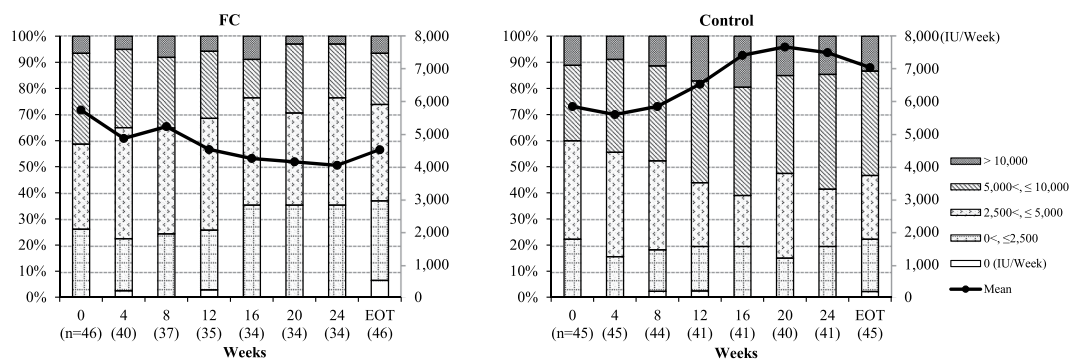 FC
100% 8,000
90% 7,000
80% 6,000
70% 5,000
60% 4,000
50% 3,000
40% 2,000
30% 1,000
20% 0
10%
0%
0 4 8 12 16 20 24 EOT
(n=46) (40) (37) (35) (34) (34) (34) (46)
Weeks
Control
100% 8,000 (IU/Week)
90% 7,000
80% 6,000
70% 5,000
60% 4,000
50% 3,000
40% 2,000
30% 1,000
20% 0
10%
0%
0 4 8 12 16 20 24 EOT
(n=45) (45) (44) (41) (41) (40) (41) (45)
Weeks
> 10,000
5,000<, ≤ 10,000
2,500<, ≤ 5,000
0<, ≤2,500
0 (IU/Week)
Mean